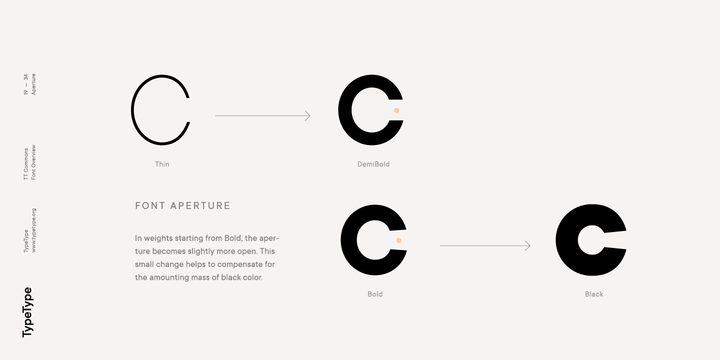 19 — 34
Aperture
TT Commons
Font Overview
TypeType
www.typetype.org
TypeType
C
C
Thin
DemiBold
FONT APERTURE
In weights starting from Bold, the aper-
ture becomes slightly more open. This
small change helps to compensate for
the amounting mass of black color.
C
C
Bold
Black